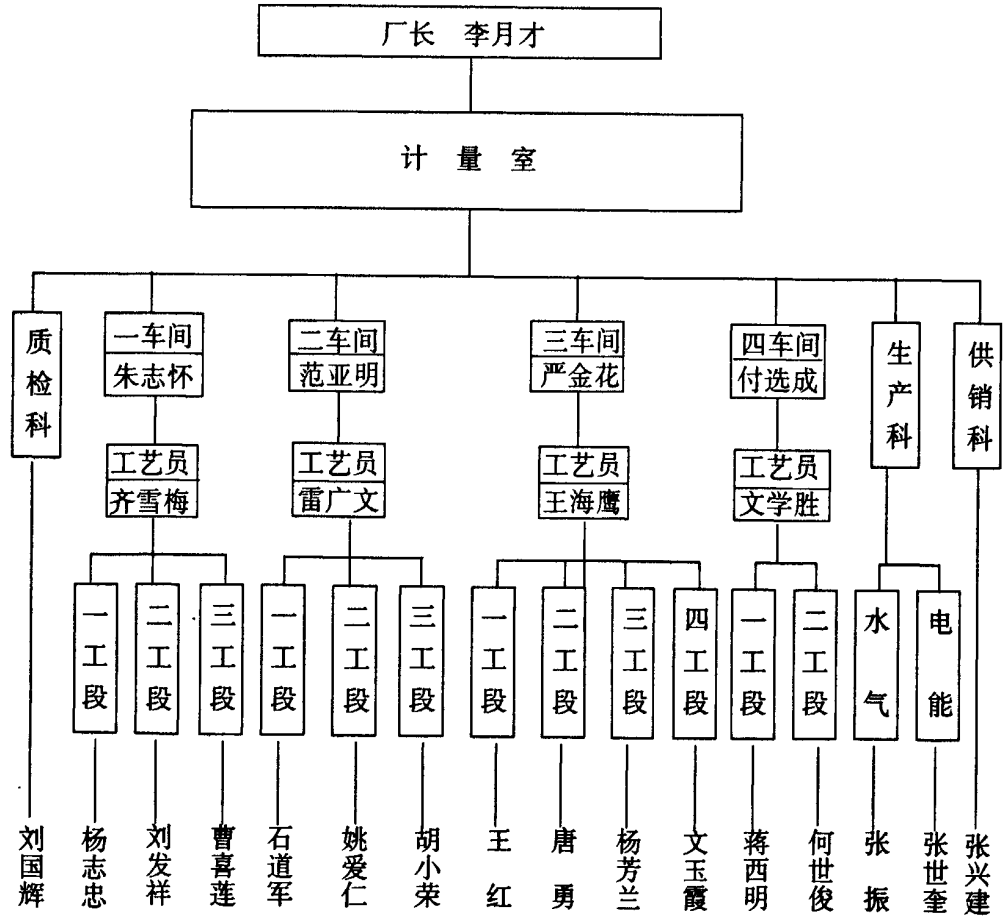 厂长 李月才
计量室
质检科
一车间
朱志怀
二车间
范亚明
三车间
严金花
四车间
付选成
生产科
供销科
工艺员
齐雪梅
工艺员
雷广文
工艺员
王海鹰
工艺员
文学胜
一工段
二工段
三工段
一工段
二工段
三工段
一工段
二工段
三工段
四工段
一工段
二工段
水气
电能
刘国辉
杨志忠
刘发祥
曹喜莲
石道军
姚爱仁
胡小荣
王红
唐勇
杨芳兰
文玉霞
蒋西明
何世俊
张振
张世奎
张兴建